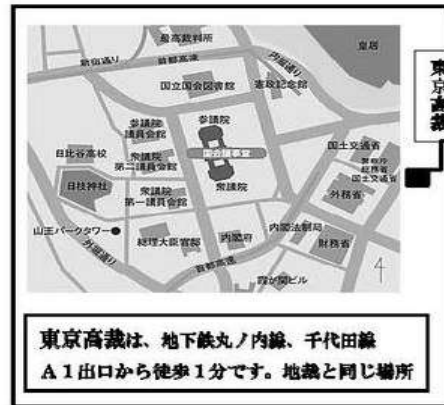 最高裁判所
皇居
新宿通り
首都高速
内堀通り
国立国会図書館
憲政記念館
東京高裁
参議院
参議院
議員会館
日比谷高校
衆議院
第二議員会館
国会議事堂
国土交通省
総務省
国土交通省
日枝神社
衆議院
第一議員会館
衆議院
外務省
山王パークタワー
外堀通り
総理大臣官邸
内閣府
内閣法制局
財務省
首都高速
霞が関ビル
東京高裁は、地下鉄丸ノ内線、千代田線
A1出口から徒歩1分です。地裁と同じ場所